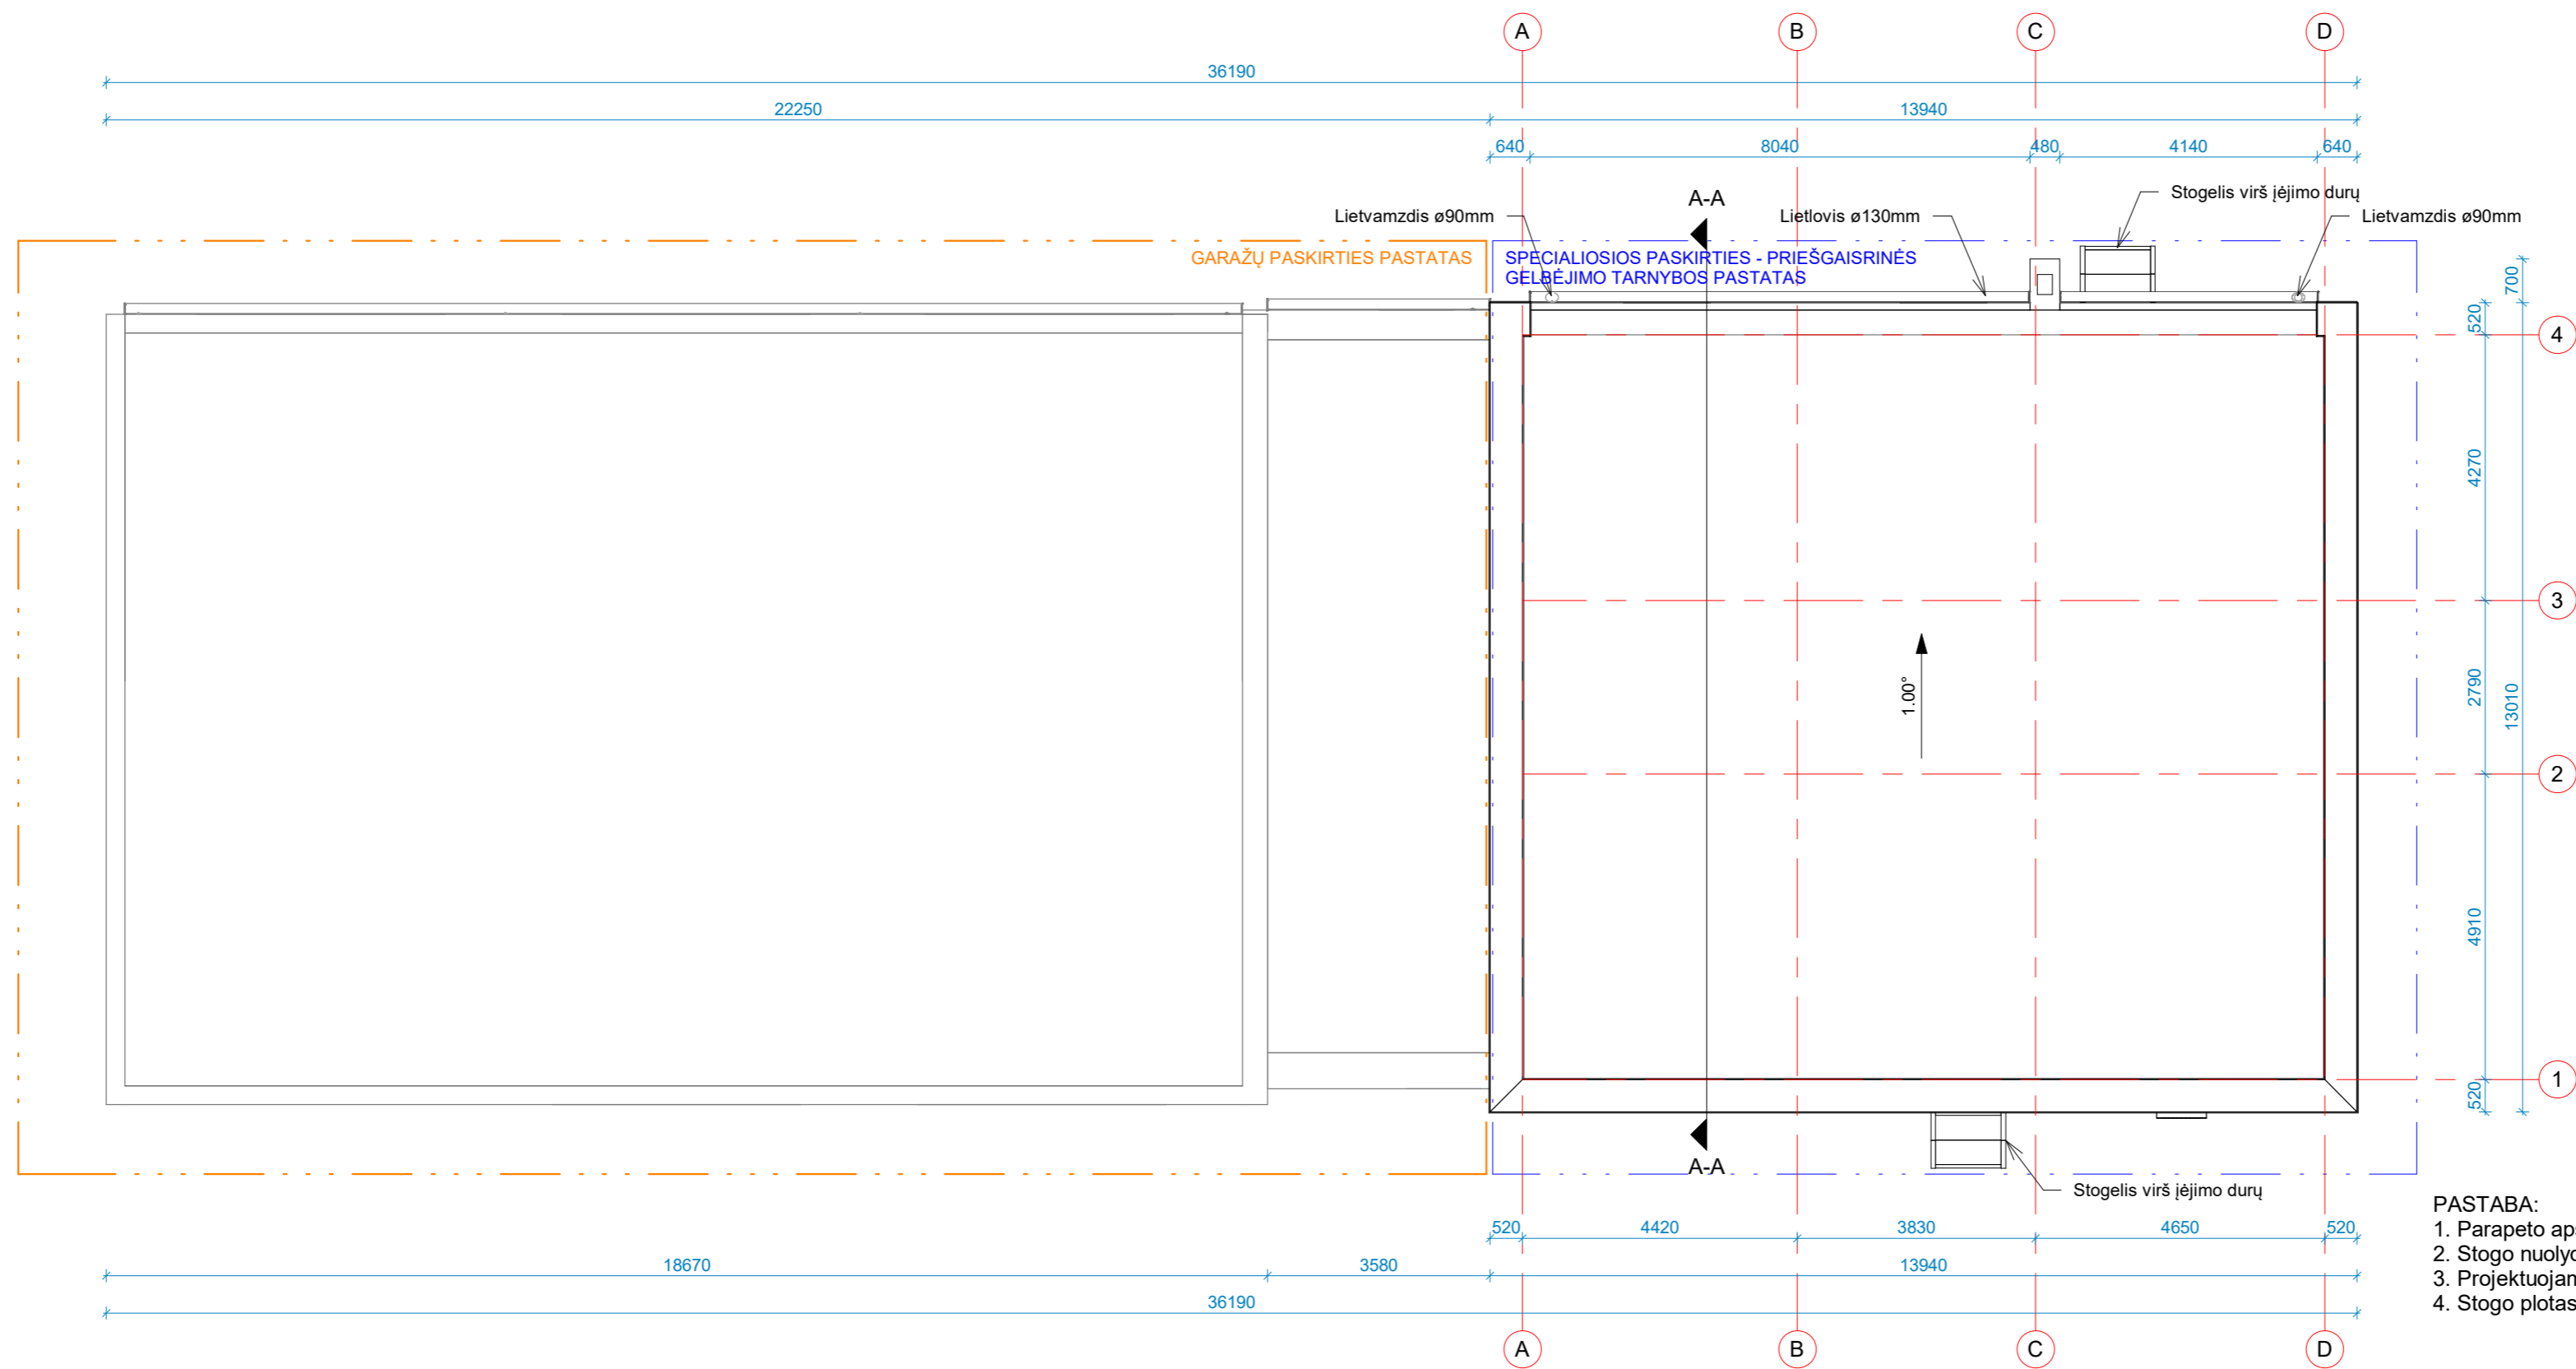 A B C D
36190
22250 13940
640 8040 480 4140 640
A-A
Stogelis virš įėjimo durų
Lietvamzdis ø90mm
Lietlovis ø130mm
Lietvamzdis ø90mm
GARAŽŲ PASKIRTIES PASTATAS
SPECIALIOSIOS PASKIRTIES - PRIEŠGAISRINĖS
GELBĖJIMO TARNYBOS PASTATAS
700
520
4
4270
3
1.00°
2790
13010
2
4910
1
520
A-A
Stogelis virš įėjimo durų
520 4420 3830 4650 520
18670 3580 13940
36190
A B C D
PASTABA:
1. Parapeto
2. Stogo
3.
4. Stogo plotas